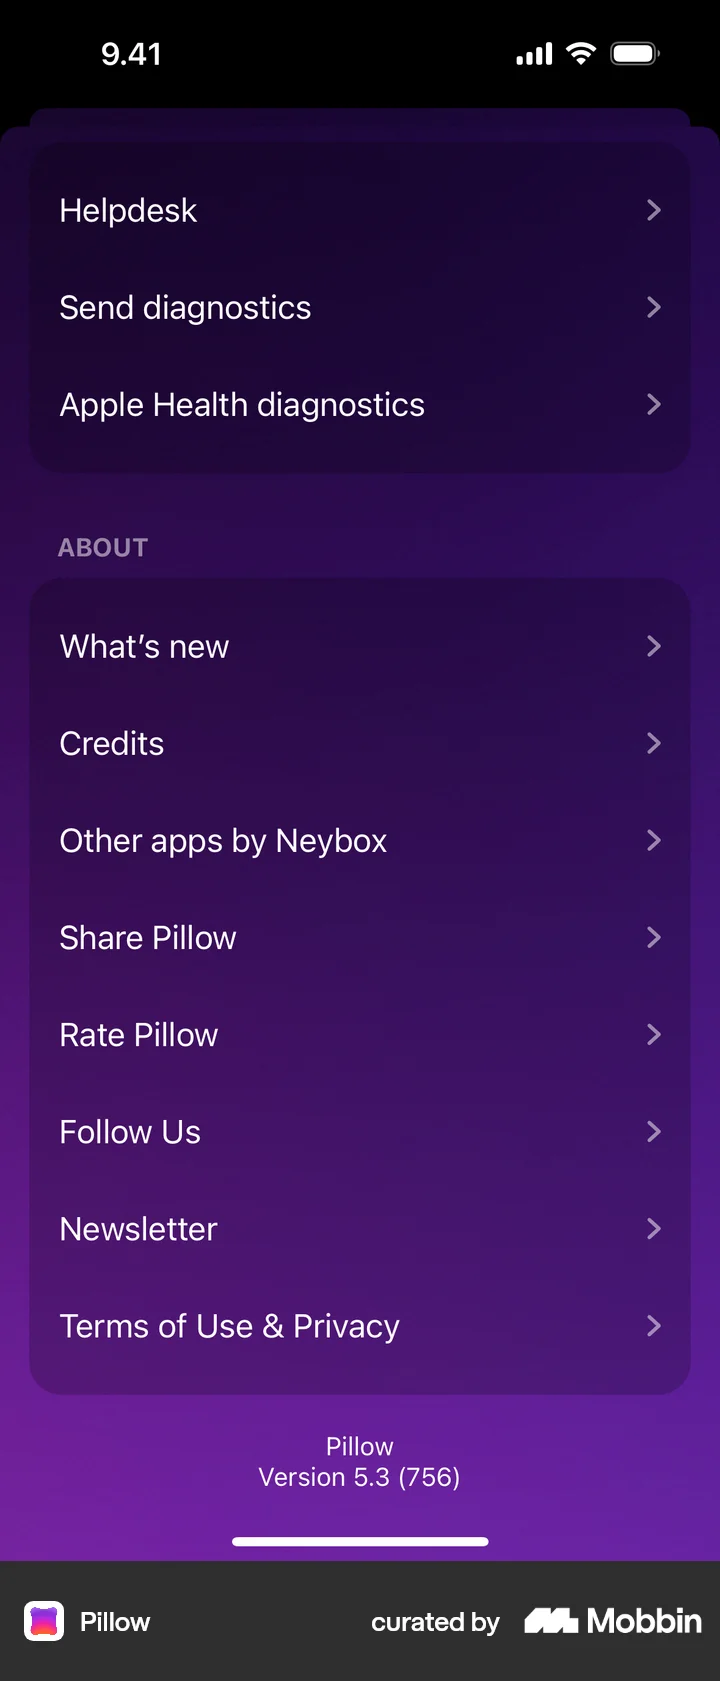 9.41
Helpdesk
Send diagnostics
Apple Health diagnostics
ABOUT
What’s new
Credits
Other apps by Neybox
Share Pillow
Rate Pillow
Follow Us
Newsletter
Terms of Use & Privacy
Pillow
Version 5.3 (756)
Pillow
curated by Mobbin